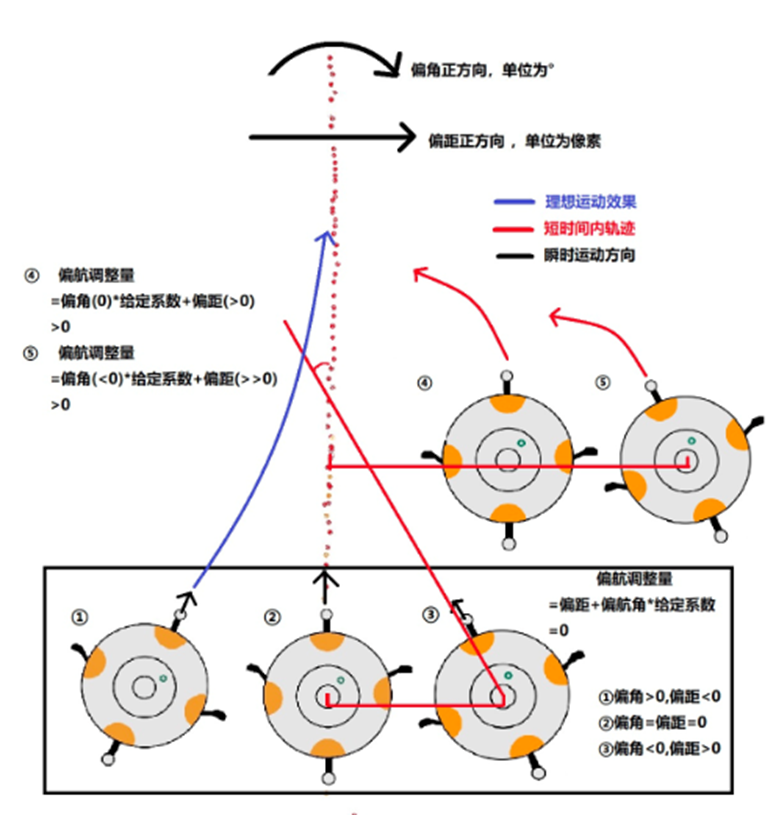 偏角正方向，单位为°
偏距正方向 ，单位为像素
理想运动效果
短时间内轨迹
瞬时运动方向
④ 偏航调整量
=偏角(0)*给定系数+偏距(>0)
>0
⑤ 偏航调整量
=偏角(<0)*给定系数+偏距(>>0)
>0
④
⑤
偏航调整量
=偏距+偏航角*给定系数
=0
①
②
③
①偏角>0,偏距<0
②偏角=偏距=0
③偏角<0,偏距>0